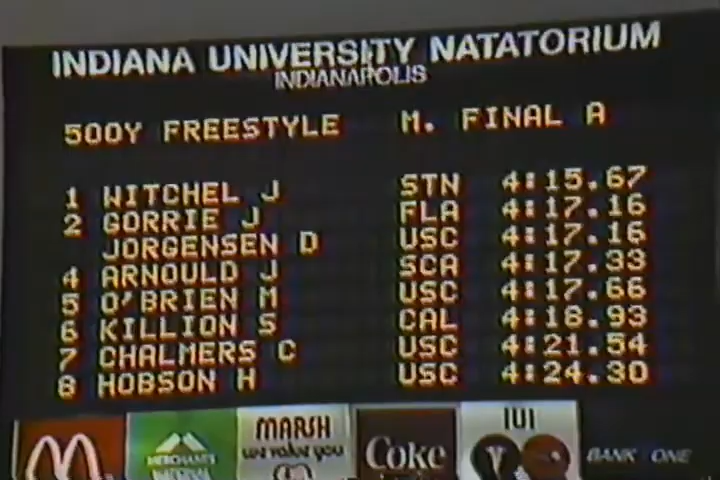 INDIANA UNIVERSITY NATATORIUM
INDIANAPOLIS
500Y FREESTYLE M. FINAL A
1 WITCHEL J STN 4:15.67
2 GORRIE J FLA 4:17.16
JORGENSEN D USC 4:17.16
4 ARNOULD J SCA 4:17.33
5 O'BRIEN M USC 4:17.66
6 KILLION S CAL 4:18.93
7 CHALMERS C USC 4:21.54
8 HOBSON H USC 4:24.30
MERCHANTS NATIONAL
MARSH
we value you
Coke
IUI
BANK ONE